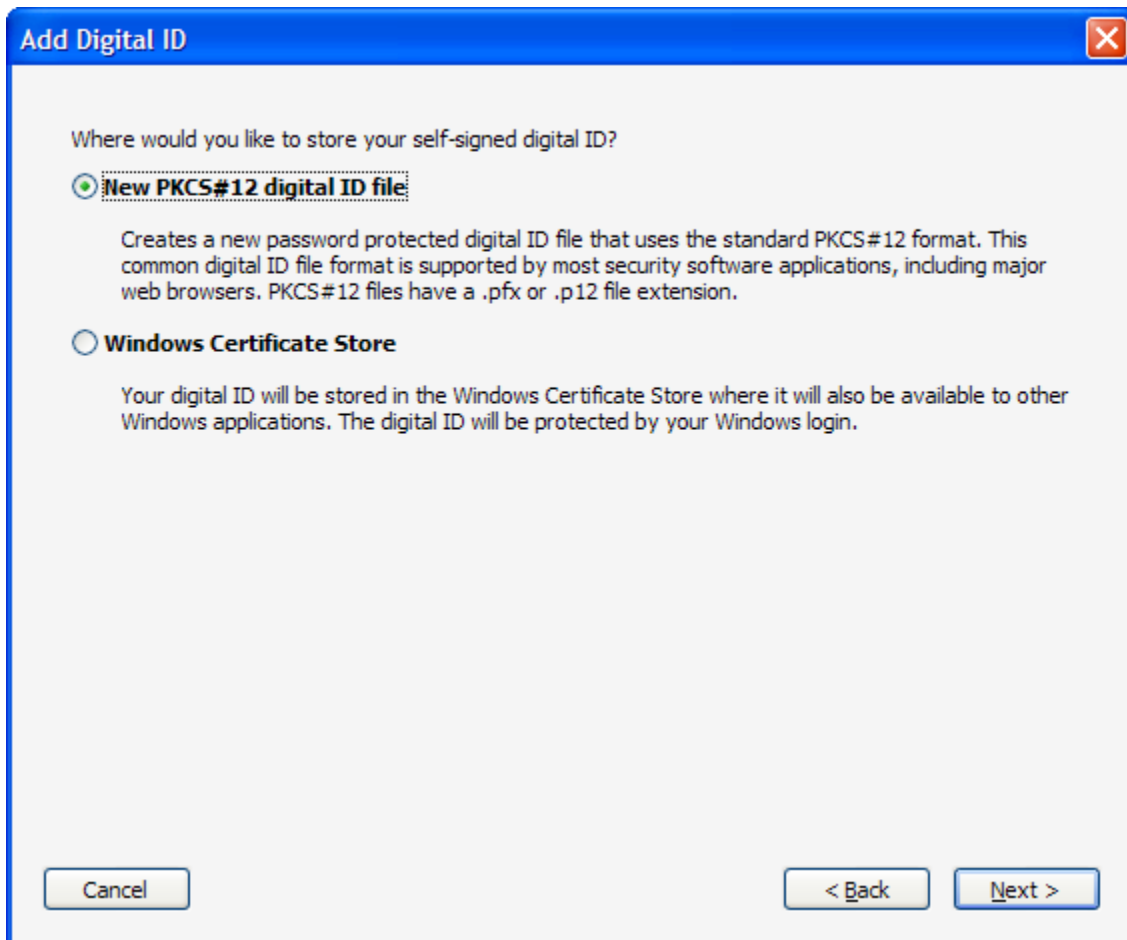 Add Digital ID
Where would you like to store your self-signed digital ID?
New PKCS#12 digital ID file
Creates a new password protected digital ID file that uses the standard PKCS#12 format. This
common digital ID file format is supported by most security software applications, including major
web browsers. PKCS#12 files have a .pfx or .p12 file extension.
Windows Certificate Store
Your digital ID will be stored in the Windows Certificate Store where it will also be available to other
Windows applications. The digital ID will be protected by your Windows login.
Cancel
< Back
Next >